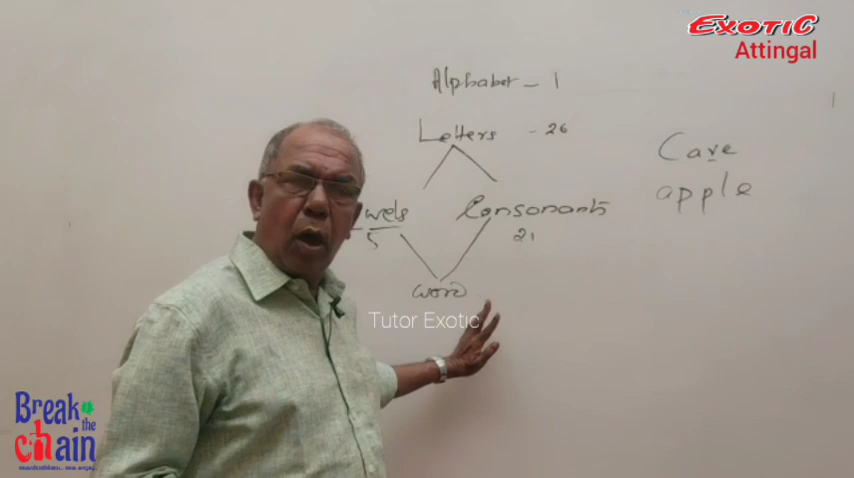 EXOTIC
Attingal
Alphabet - 1
Letters - 26
wels
Consonants
5
21
word
Care
apple
Tutor Exotic
Break
the
chain